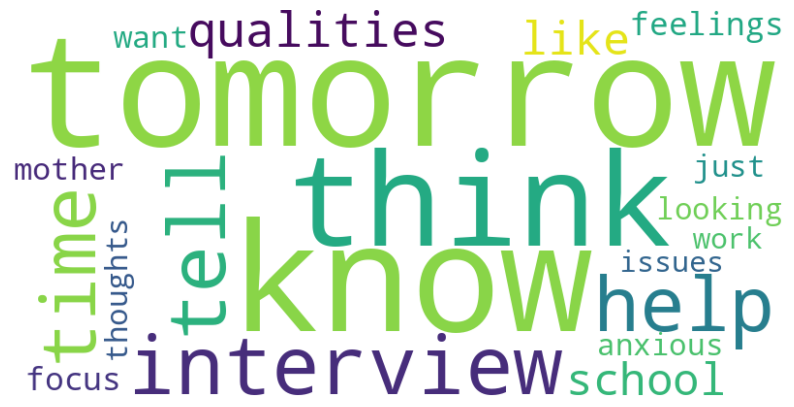 want qualities like feelings
tomorrow
mother tell think just
time looking
thoughts know work
issues
help
interview anxious
focus school